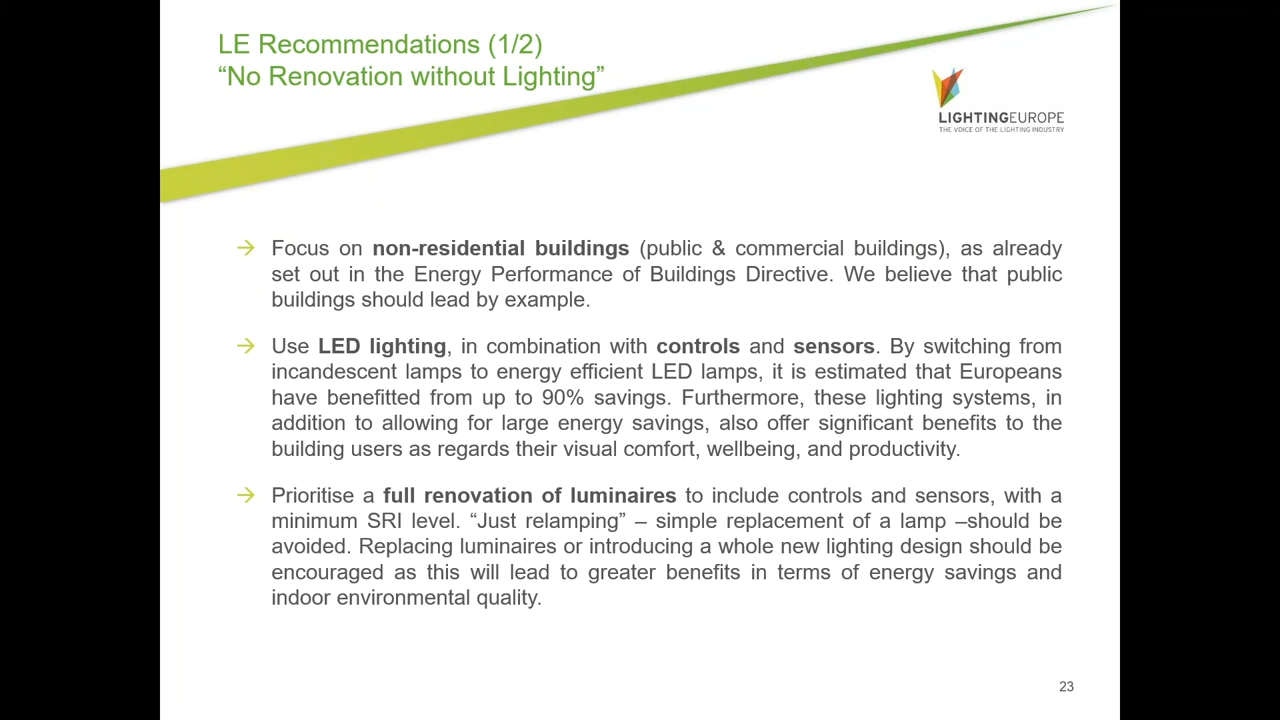 LE Recommendations (1/2)
“No Renovation without Lighting”
LIGHTINGEUROPE
THE VOICE OF THE LIGHTING INDUSTRY
Focus on non-residential buildings (public & commercial buildings), as already
set out in the Energy Performance of Buildings Directive. We believe that public
buildings should lead by example.
Use LED lighting, in combination with controls and sensors. By switching from
incandescent lamps to energy efficient LED lamps, it is estimated that Europeans
have benefitted from up to 90% savings. Furthermore, these lighting systems, in
addition to allowing for large energy savings, also offer significant benefits to the
building users as regards their visual comfort, wellbeing, and productivity.
Prioritise a full renovation of luminaires to include controls and sensors, with a
minimum SRI level. “Just relamping” – simple replacement of a lamp –should be
avoided. Replacing luminaires or introducing a whole new lighting design should be
encouraged as this will lead to greater benefits in terms of energy savings and
indoor environmental quality.
23